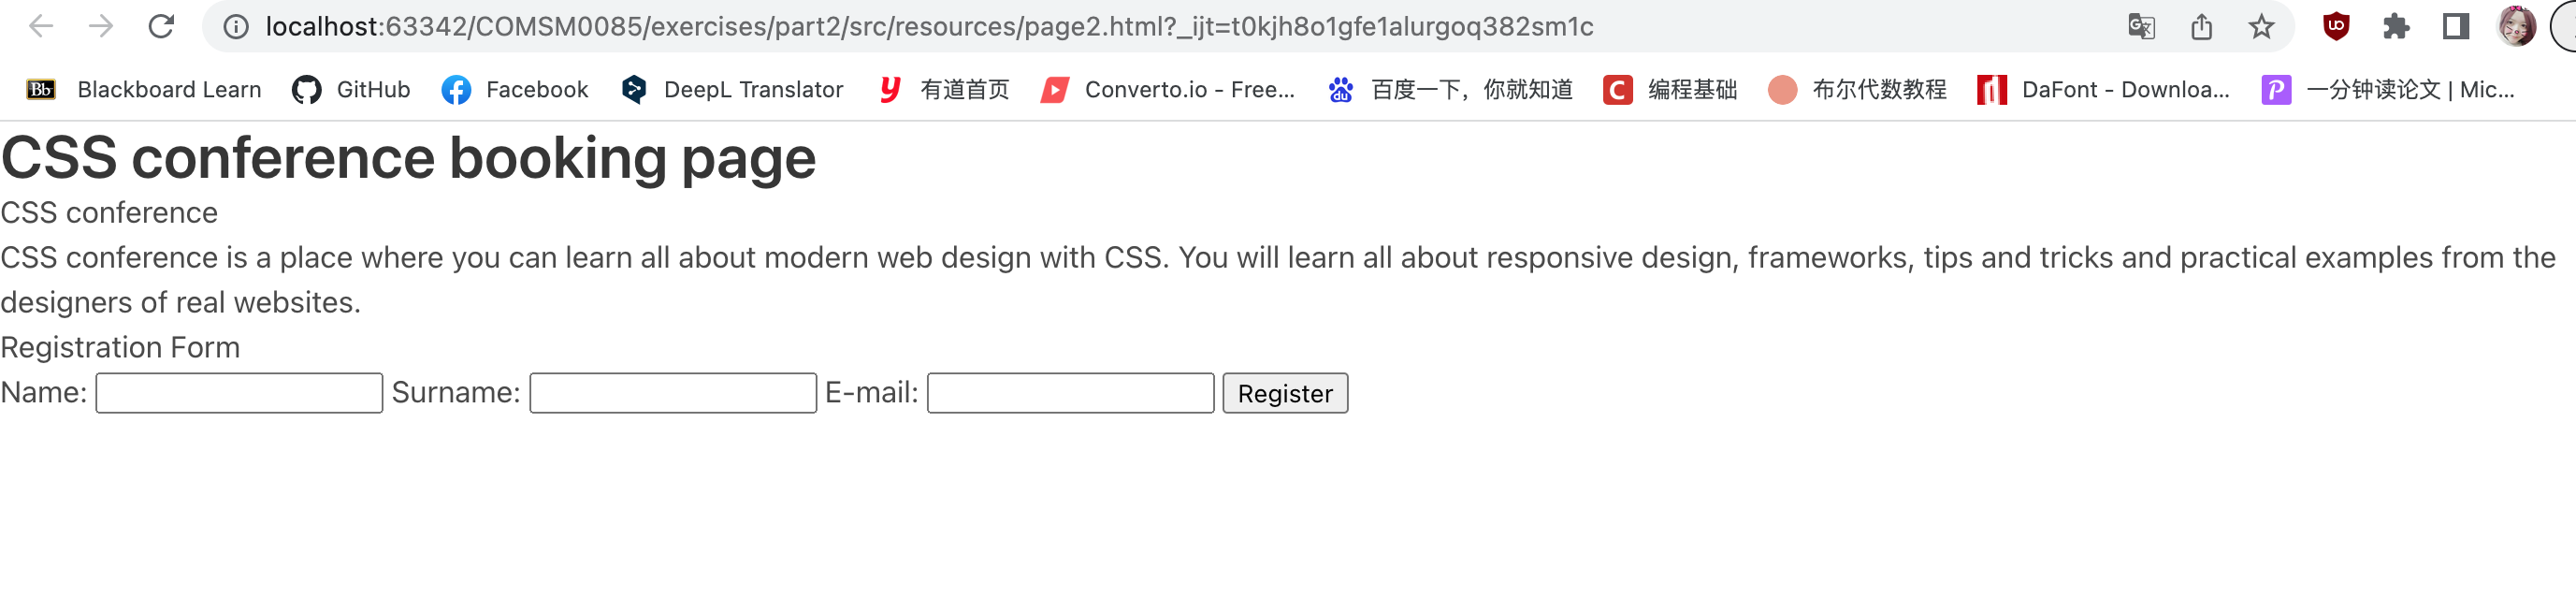 localhost:63342/COMSM0085/exercises/part2/src/resources/page2.html?_ijt=t0kjh8o1gfe1alurgoq382sm1c
Bb Blackboard Learn GitHub Facebook DeepL Translator 有道首页 Converto.io - Free... 百度一下，你就知道 编程基础 布尔代数教程 DaFont - Downloa... 一分钟读论文 | Mic...
CSS conference booking page
CSS conference
CSS conference is a place where you can learn all about modern web design with CSS. You will learn all about responsive design, frameworks, tips and tricks and practical examples from the
designers of real websites.
Registration Form
Name: Surname: E-mail: Register